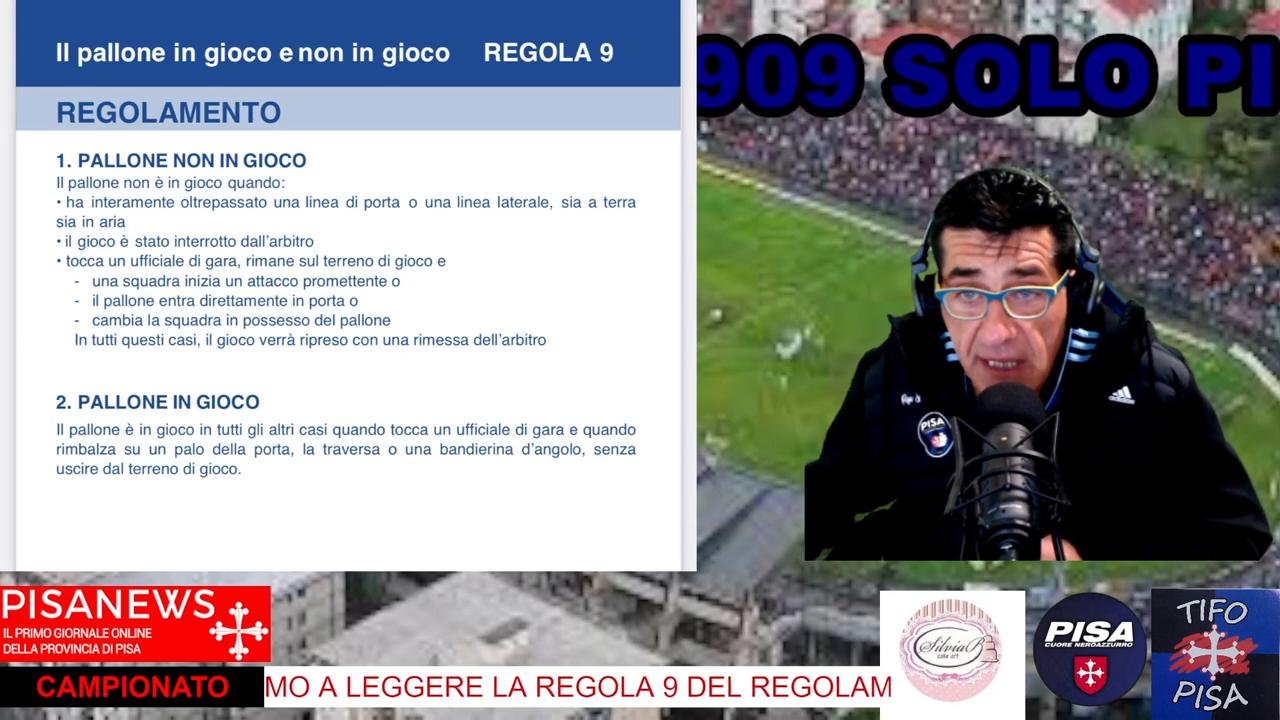 Il pallone in gioco e non in gioco REGOLA 9
REGOLAMENTO
1. PALLONE NON IN GIOCO
Il pallone non è in gioco quando:
• ha interamente oltrepassato una linea di porta o una linea laterale, sia a terra
sia in aria
• il gioco è stato interrotto dall'arbitro
• tocca un ufficiale di gara, rimane sul terreno di gioco e
- una squadra inizia un attacco promettente o
- il pallone entra direttamente in porta o
- cambia la squadra in possesso del pallone
In tutti questi casi, il gioco verrà ripreso con una rimessa dell'arbitro
2. PALLONE IN GIOCO
Il pallone è in gioco in tutti gli altri casi quando tocca un ufficiale di gara e quando
rimbalza su un palo della porta, la traversa o una bandierina d'angolo, senza
uscire dal terreno di gioco.
909 SOLO PI
PISA
PISANEWS
IL PRIMO GIORNALE ONLINE
DELLA PROVINCIA DI PISA
CAMPIONATO
MO A LEGGERE LA REGOLA 9 DEL REGOLAM
SilviaB
cake art
PISA
CUORE NEROAZZURRO
TIFO
PISA